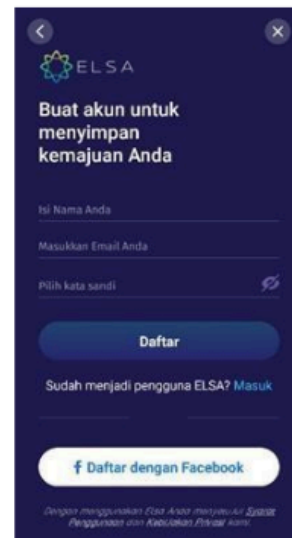 ELSA
Buat akun untuk
menyimpan
kemajuan Anda
Isi Nama Anda
Masukkan Email Anda
Pilih kata sandi
Daftar
Sudah menjadi pengguna ELSA? Masuk
f Daftar dengan Facebook
Dengan menggunakan Elsa Anda menyetujui Syarat
Penggunaan dan Kebijakan Privasi kami.